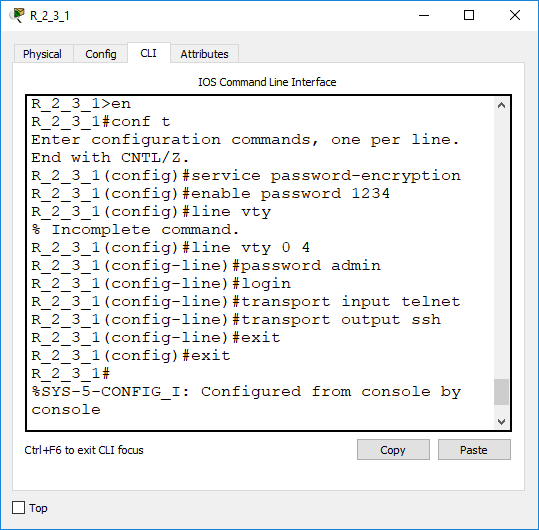 R_2_3_1
Physical Config CLI Attributes
IOS Command Line Interface
R_2_3_1>en
R_2_3_1#conf t
Enter configuration commands, one per line.
End with CNTL/Z.
R_2_3_1(config)#service password-encryption
R_2_3_1(config)#enable password 1234
R_2_3_1(config)#line vty
% Incomplete command.
R_2_3_1(config)#line vty 0 4
R_2_3_1(config-line)#password admin
R_2_3_1(config-line)#login
R_2_3_1(config-line)#transport input telnet
R_2_3_1(config-line)#transport output ssh
R_2_3_1(config-line)#exit
R_2_3_1(config)#exit
R_2_3_1#
%SYS-5-CONFIG_I: Configured from console by
console
Ctrl+F6 to exit CLI focus Copy Paste
Top